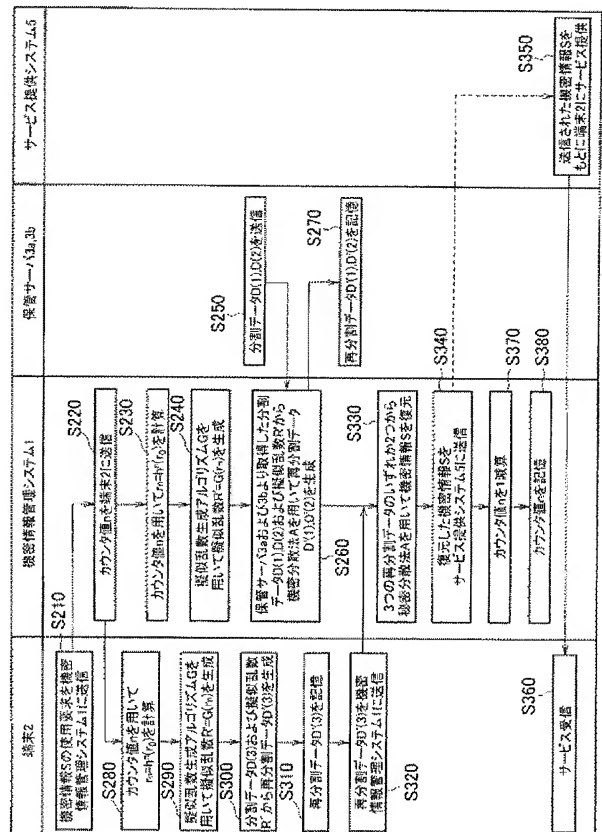 端末2
機密情報管理システム1
保管サーバ3a,3b
サービス提供システム5
S210
機密情報Sの使用要求を機密
情報管理システム1に送信
S220
カウンタ値nを端末2に送信
S230
カウンタ値nを用いてrn=hⁿ(r₀)を計算
S240
擬似乱数生成アルゴリズムGを
用いて擬似乱数R'=G(rn)を生成
S250
分割データD(1),D(2)を送信
保管サーバ3aおよび3bより取得した分割
データD(1),D(2)および擬似乱数R'から
機密分散法Aを用いて再分割データ
D'(1),D'(2)を生成
S260
S270
再分割データD'(1),D'(2)を記憶
S280
カウンタ値nを用いて
rn=hⁿ(r₀)を計算
S290
擬似乱数生成アルゴリズムGを
用いて擬似乱数R'=G(rn)を生成
S300
分割データD(3)および擬似乱数
R'から再分割データD'(3)を生成
S310
再分割データD'(3)を記憶
S320
再分割データD'(3)を機密
情報管理システム1に送信
S330
3つの再分割データのいずれか2つから
秘密分散法Aを用いて機密情報Sを復元
S340
復元した機密情報Sを
サービス提供システム5に送信
S350
送信された機密情報Sを
もとに端末2にサービス提供
S360
サービス受信
S370
カウンタ値nを1減算
S380
カウンタ値nを記憶